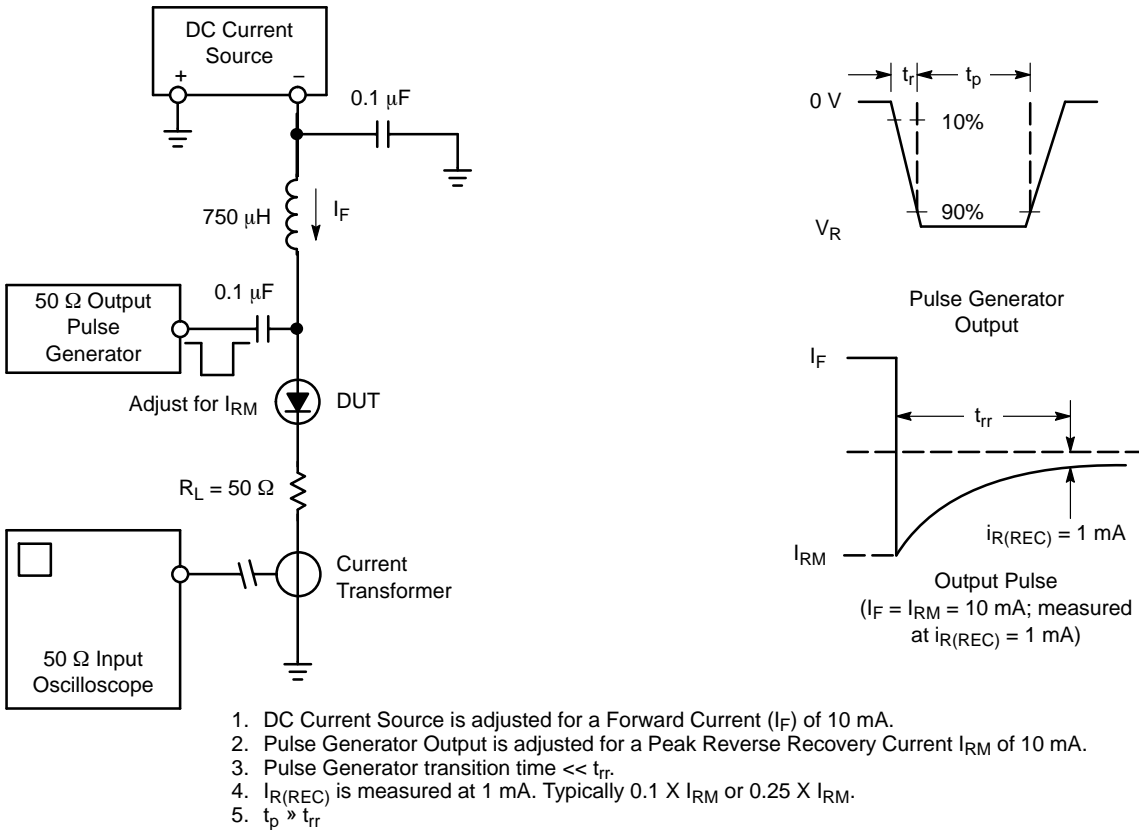 DC Current
Source
+ −
0.1 μF
750 μH
I_F
50 Ω Output
Pulse
Generator
0.1 μF
Adjust for I_RM
DUT
R_L = 50 Ω
Current
Transformer
50 Ω Input
Oscilloscope
t_r t_p
0 V
10%
90%
V_R
Pulse Generator
Output
I_F
t_rr
i_R(REC) = 1 mA
I_RM
Output Pulse
(I_F = I_RM = 10 mA; measured
at i_R(REC) = 1 mA)
1. DC Current Source is adjusted for a Forward Current (I_F) of 10 mA.
2. Pulse Generator Output is adjusted for a Peak Reverse Recovery Current I_RM of 10 mA.
3. Pulse Generator transition time << t_rr.
4. I_R(REC) is measured at 1 mA. Typically 0.1 X I_RM or 0.25 X I_RM.
5. t_p » t_rr